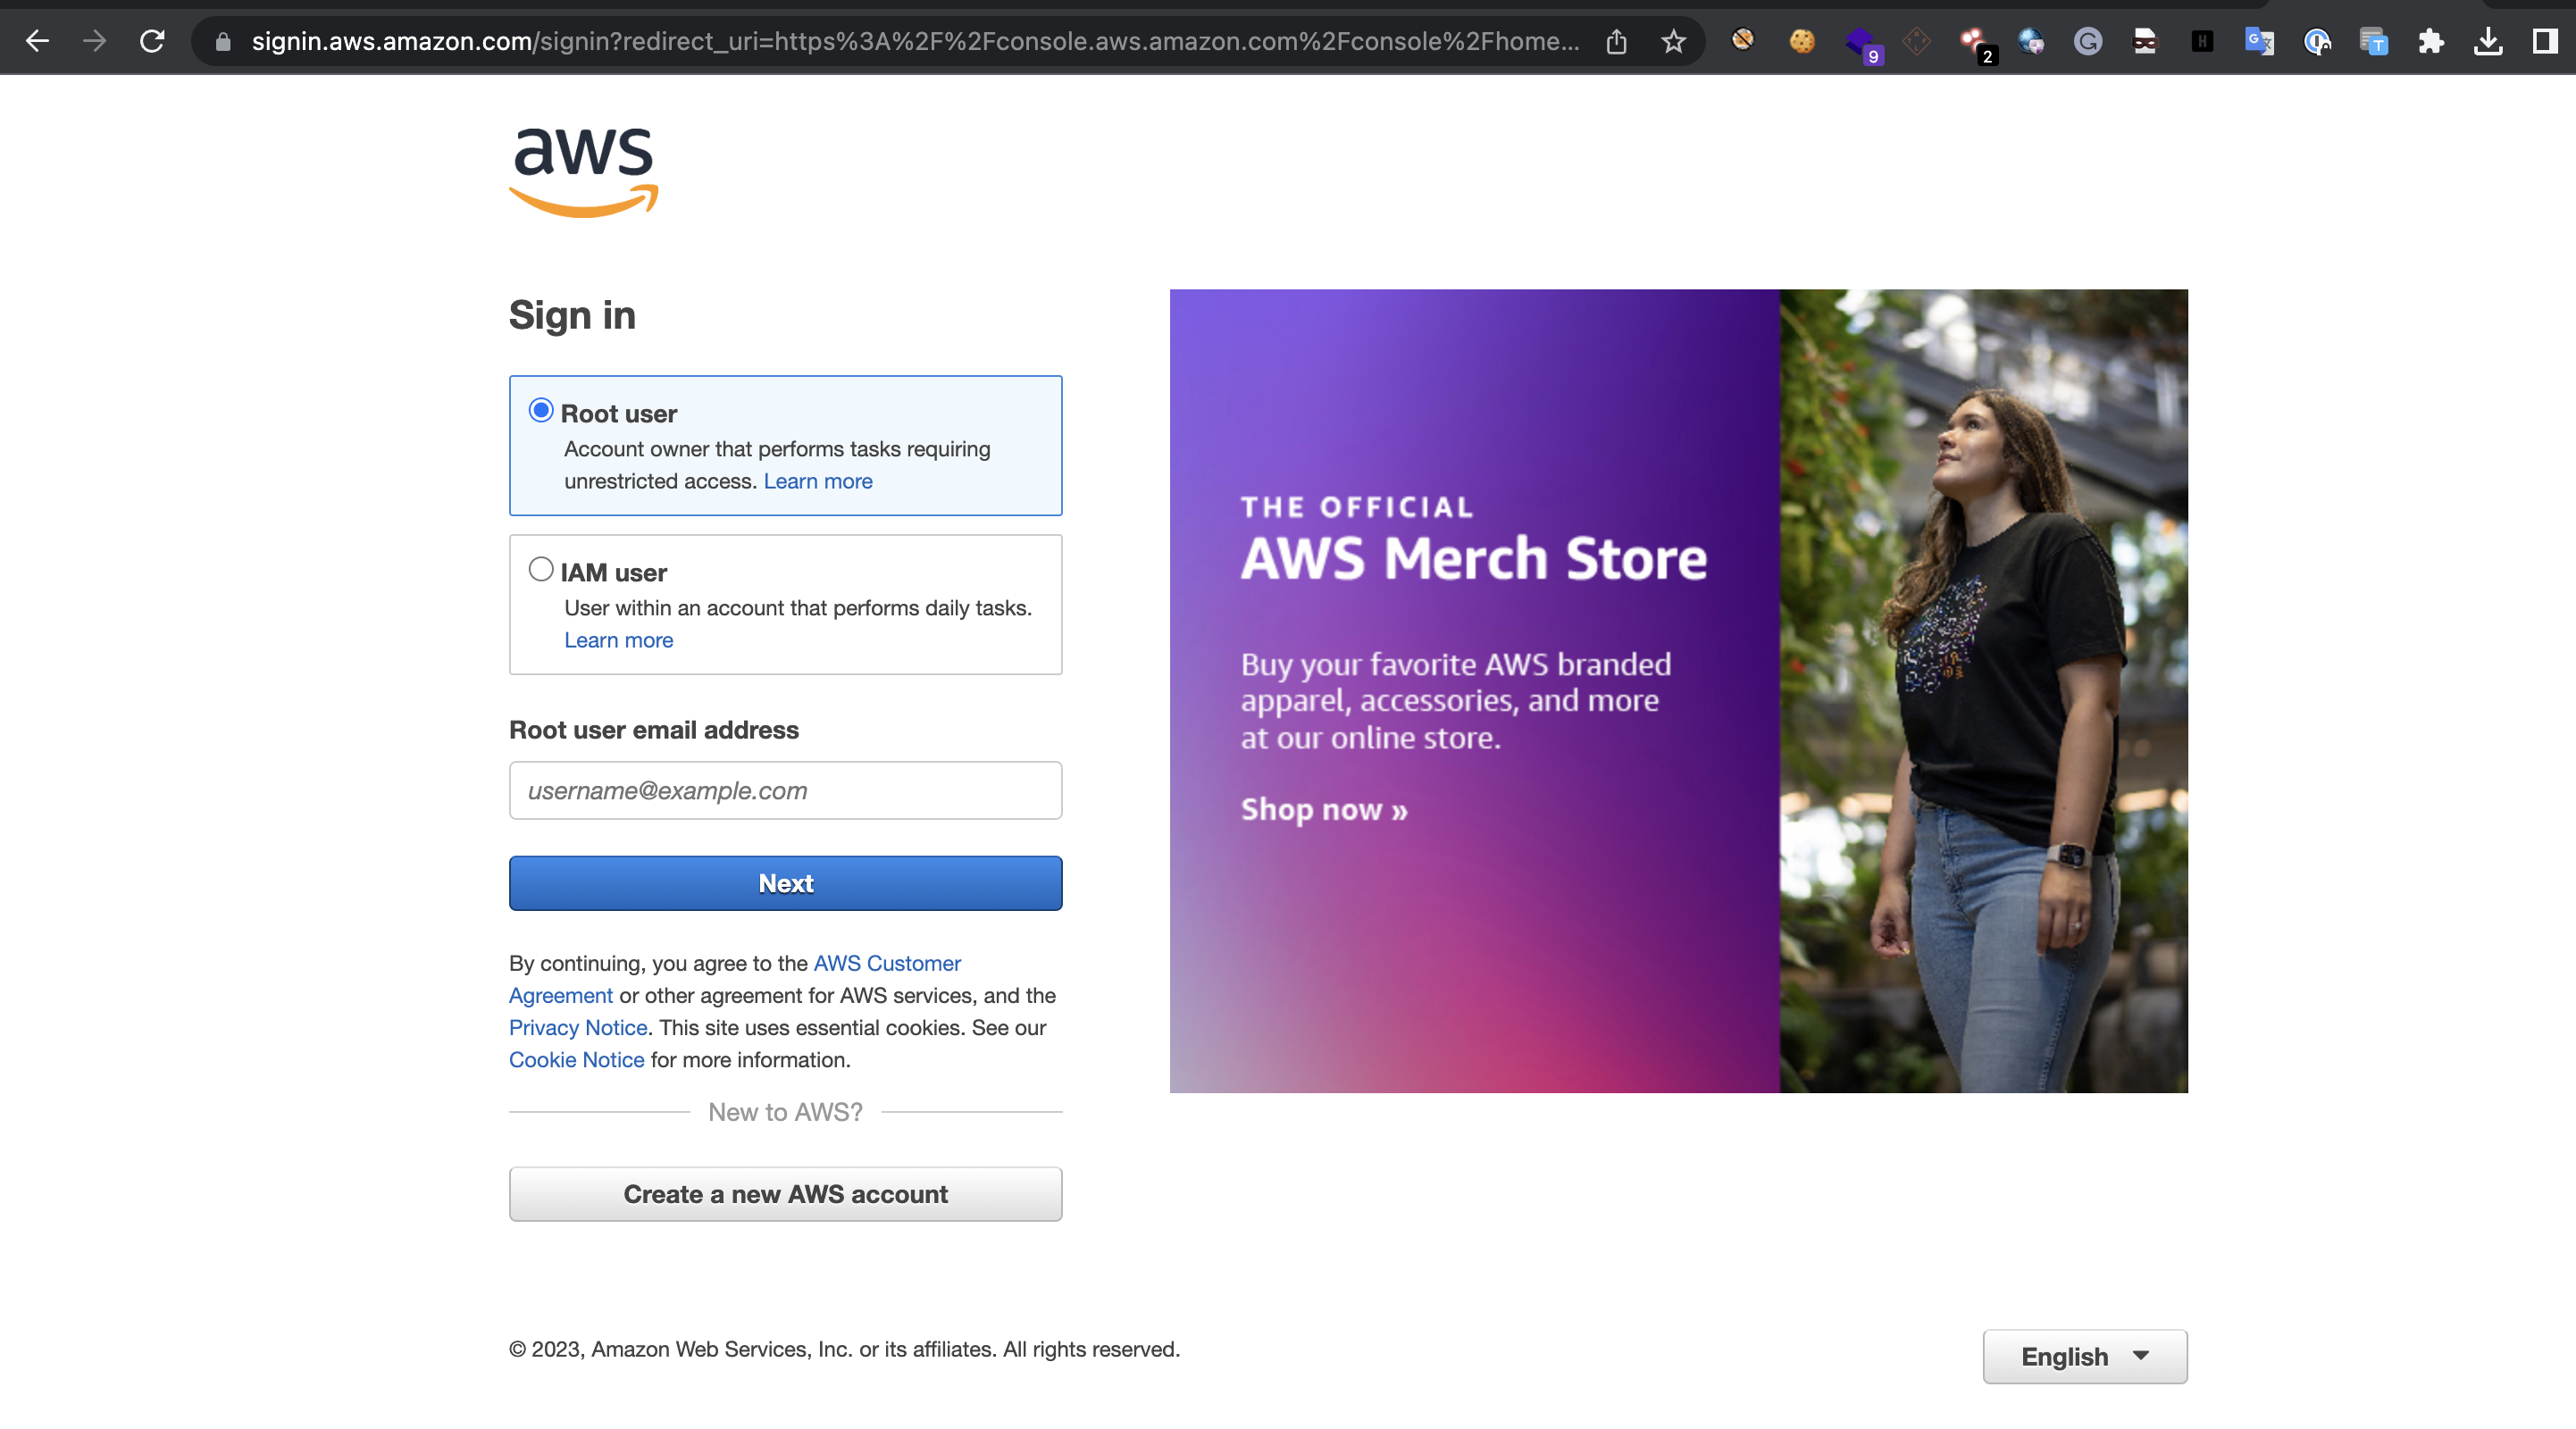 signin.aws.amazon.com/signin?redirect_uri=https%3A%2F%2Fconsole.aws.amazon.com%2Fconsole%2Fhome...
9
2
G
H
G
T
aws
Sign in
Root user
Account owner that performs tasks requiring
unrestricted access. Learn more
IAM user
User within an account that performs daily tasks.
Learn more
Root user email address
username@example.com
Next
By continuing, you agree to the AWS Customer
Agreement or other agreement for AWS services, and the
Privacy Notice. This site uses essential cookies. See our
Cookie Notice for more information.
New to AWS?
Create a new AWS account
THE OFFICIAL
AWS Merch Store
Buy your favorite AWS branded
apparel, accessories, and more
at our online store.
Shop now »
© 2023, Amazon Web Services, Inc. or its affiliates. All rights reserved.
English